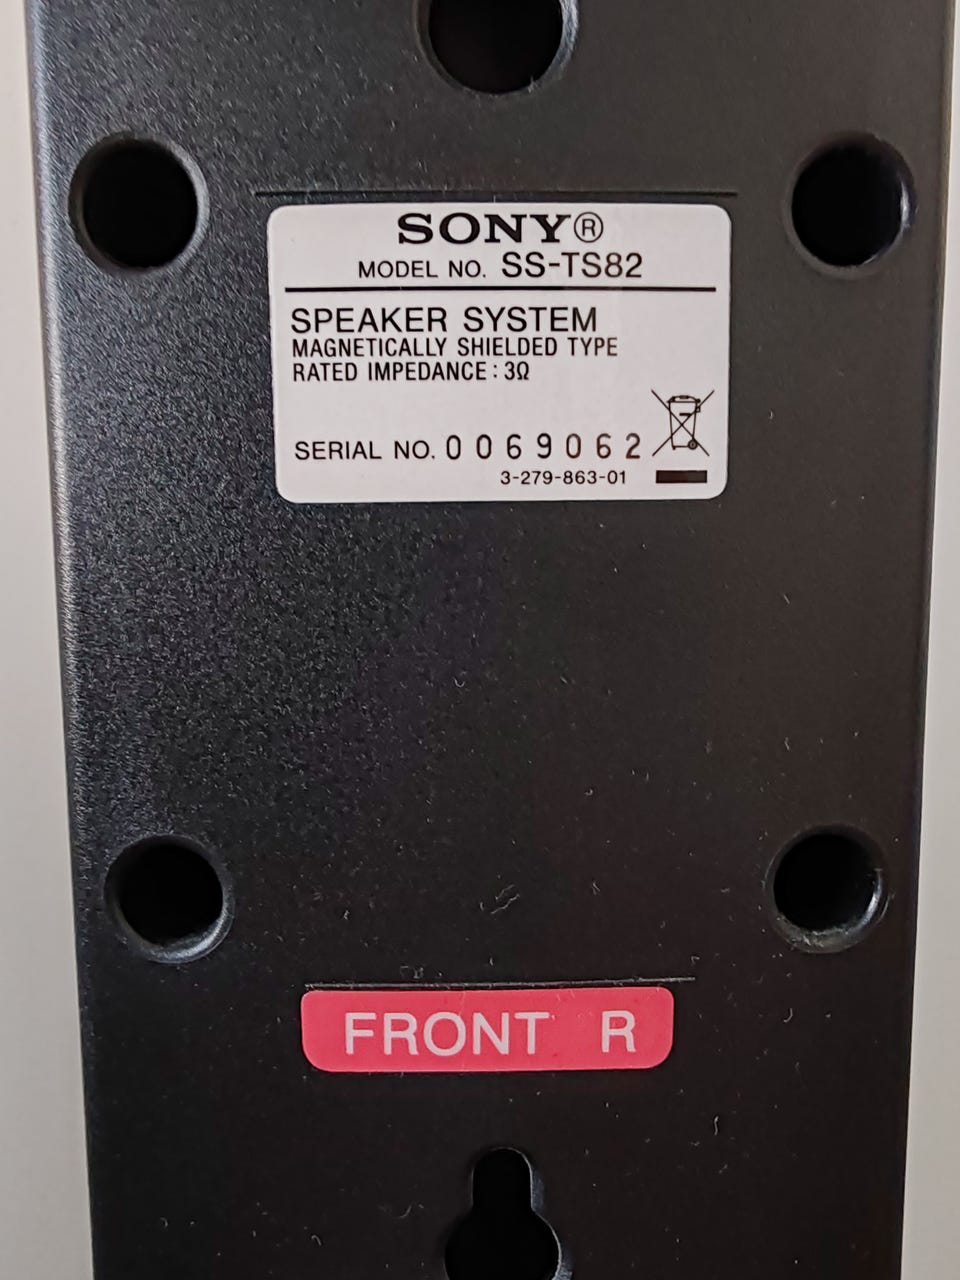 SONY®
MODEL NO. SS-TS82
SPEAKER SYSTEM
MAGNETICALLY SHIELDED TYPE
RATED IMPEDANCE : 3Ω
SERIAL NO. 0069062
3-279-863-01
FRONT R